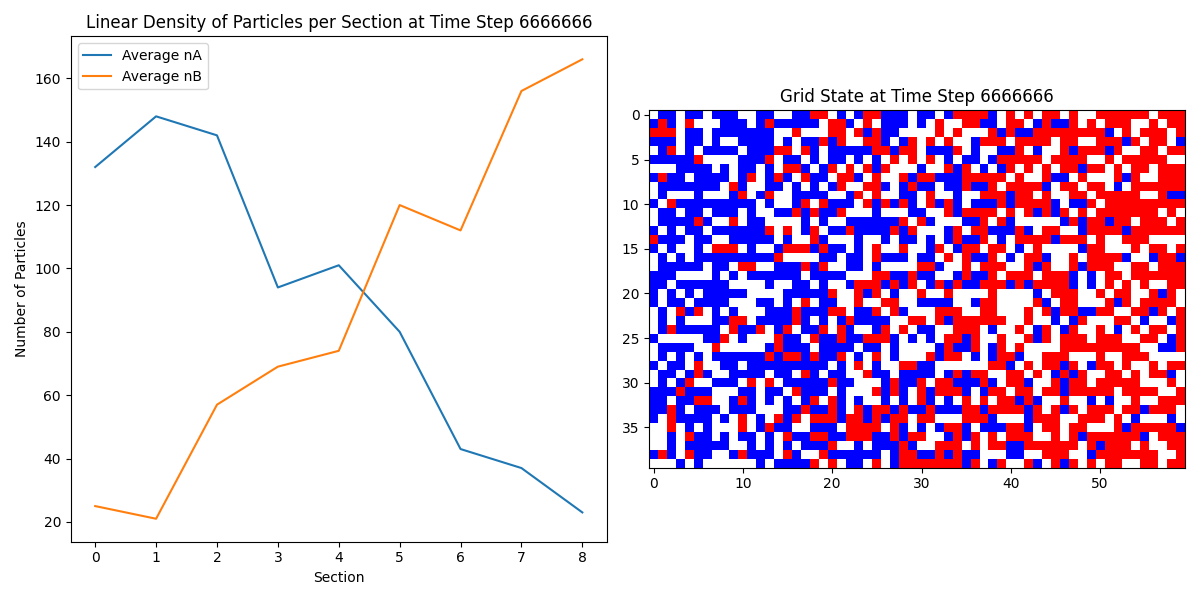 Linear Density of Particles per Section at Time Step 6666666
Average nA
Average nB
160
140
120
100
80
60
40
20
Number of Particles
0 1 2 3 4 5 6 7 8
Section
Grid State at Time Step 6666666
0
5
10
15
20
25
30
35
0 10 20 30 40 50